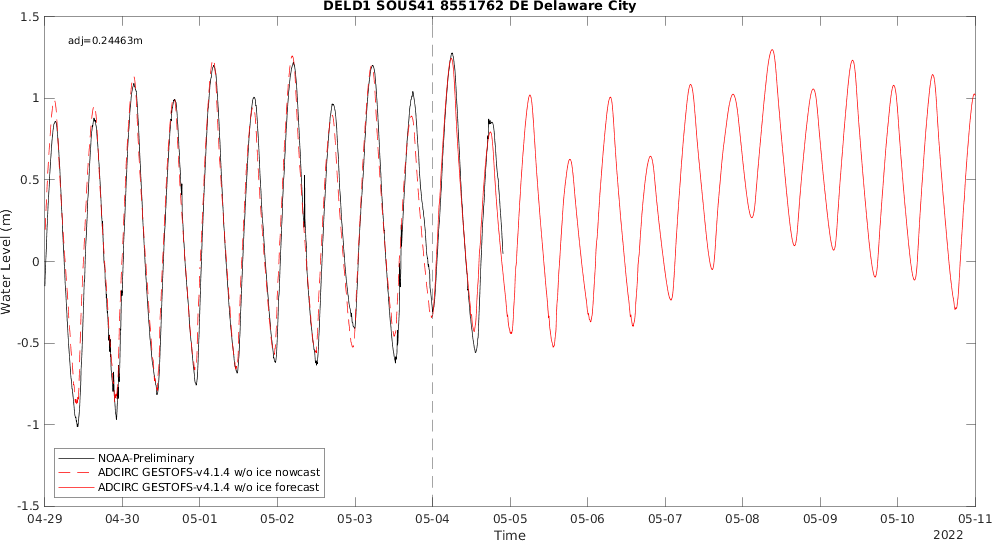 DELD1 SOUS41 8551762 DE Delaware City
adj=0.24463m
1.5
1
0.5
0
-0.5
-1
-1.5
Water Level (m)
NOAA-Preliminary
ADCIRC GESTOFS-v4.1.4 w/o ice nowcast
ADCIRC GESTOFS-v4.1.4 w/o ice forecast
04-29 04-30 05-01 05-02 05-03 05-04 05-05 05-06 05-07 05-08 05-09 05-10 05-11
Time
2022